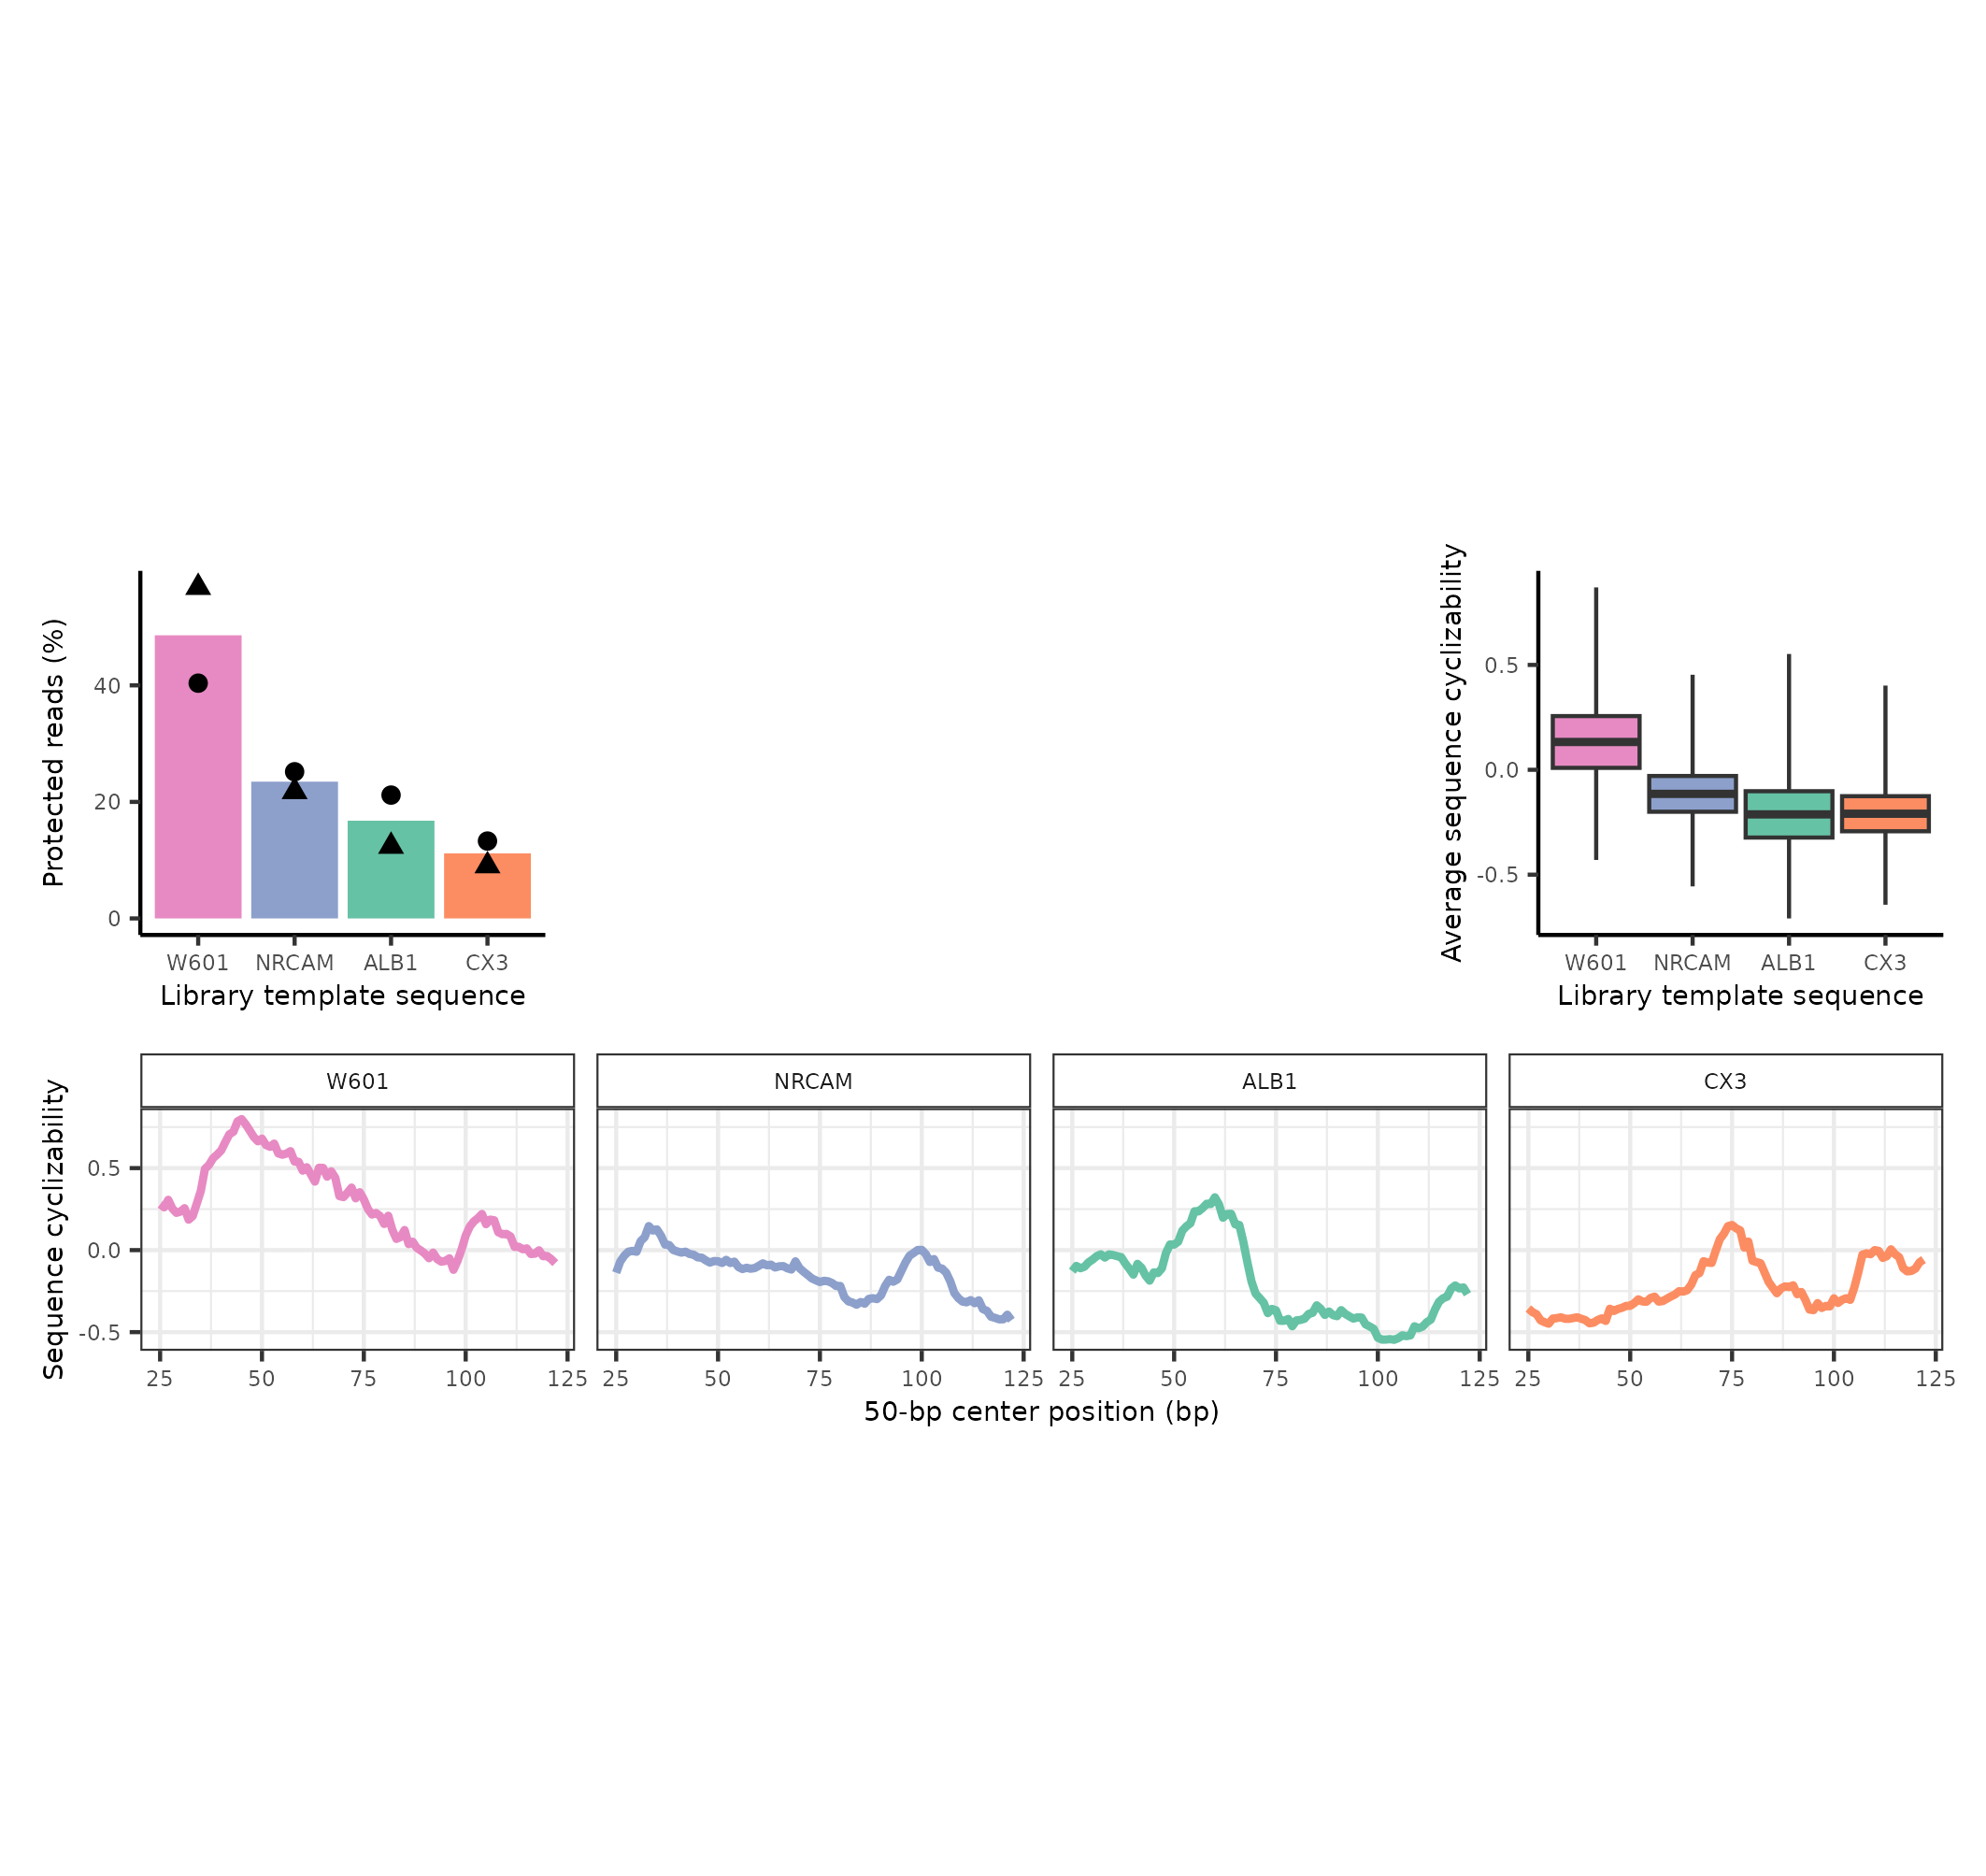 Protected reads (%)
40
20
0
W601 NRCAM ALB1 CX3
Library template sequence
Average sequence cyclizability
0.5
0.0
-0.5
W601 NRCAM ALB1 CX3
Library template sequence
W601 NRCAM ALB1 CX3
Sequence cyclizability
0.5
0.0
-0.5
25 50 75 100 125 25 50 75 100 125 25 50 75 100 125 25 50 75 100 125
50-bp center position (bp)